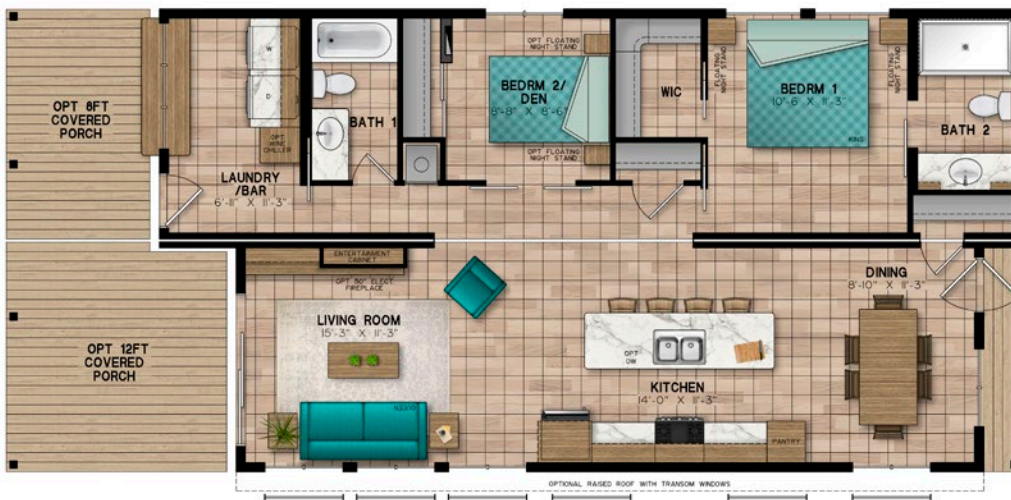 OPT 8FT
COVERED
PORCH
W
D
OPT
WINE
CHILLER
LAUNDRY
/BAR
6'-11" X 11'-3"
BATH 1
OPT FLOATING
NIGHT STAND
BEDRM 2/
DEN
8'-8" X 8'-6"
OPT FLOATING
NIGHT STAND
WIC
FLOATING
NIGHT STAND
BEDRM 1
10'-6 X 11'-3"
KING
FLOATING
NIGHT STAND
BATH 2
OPT 12FT
COVERED
PORCH
ENTERTAINMENT
CABINET
OPT 50" ELECT
FIREPLACE
LIVING ROOM
15'-3" X 11'-3"
OPT
DW
KITCHEN
14'-0" X 11'-3"
PANTRY
DINING
8'-10" X 11'-3"
OPTIONAL RAISED ROOF WITH TRANSOM WINDOWS